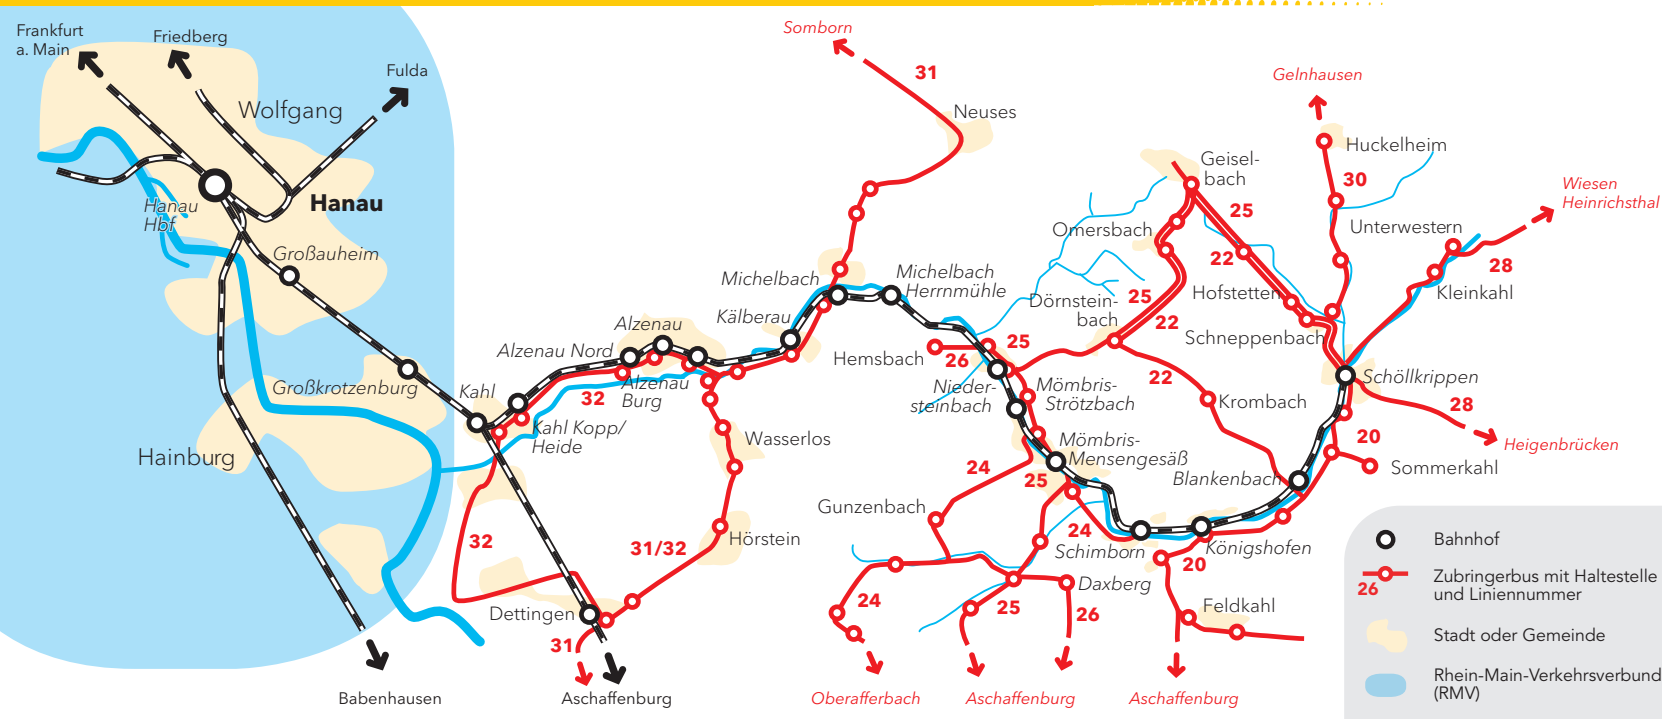 Frankfurt
a. Main
Friedberg
Fulda
Wolfgang
Hanau
Hanau
Hbf
Großauheim
Großkrotzenburg
Hainburg
Babenhausen
Kahl
Kahl Kopp/
Heide
32
32
Alzenau Nord
Alzenau
Alzenau
Burg
Wasserlos
Hörstein
31/32
Dettingen
31
Aschaffenburg
Kälberau
Michelbach
Michelbach
Herrnmühle
Somborn
31
Neuses
Hemsbach
26
25
Nieder-
steinbach
Mömbris-
Strötzbach
Mömbris-
Mensengesäß
24
25
Gunzenbach
24
Schimborn
Daxberg
24
25
26
Oberafferbach
Aschaffenburg
Aschaffenburg
20
Feldkahl
Königshofen
Blankenbach
Krombach
22
Dörnstein-
bach
25
22
Omersbach
Geisel-
bach
25
22
Hofstetten
Schneppenbach
Gelnhausen
Huckelheim
30
Unterwestern
Wiesen
Heinrichsthal
28
Kleinkahl
Schöllkrippen
28
Heigenbrücken
20
Sommerkahl
Bahnhof
26
Zubringerbus mit Haltestelle
und Liniennummer
Stadt oder Gemeinde
Rhein-Main-Verkehrsverbund
(RMV)